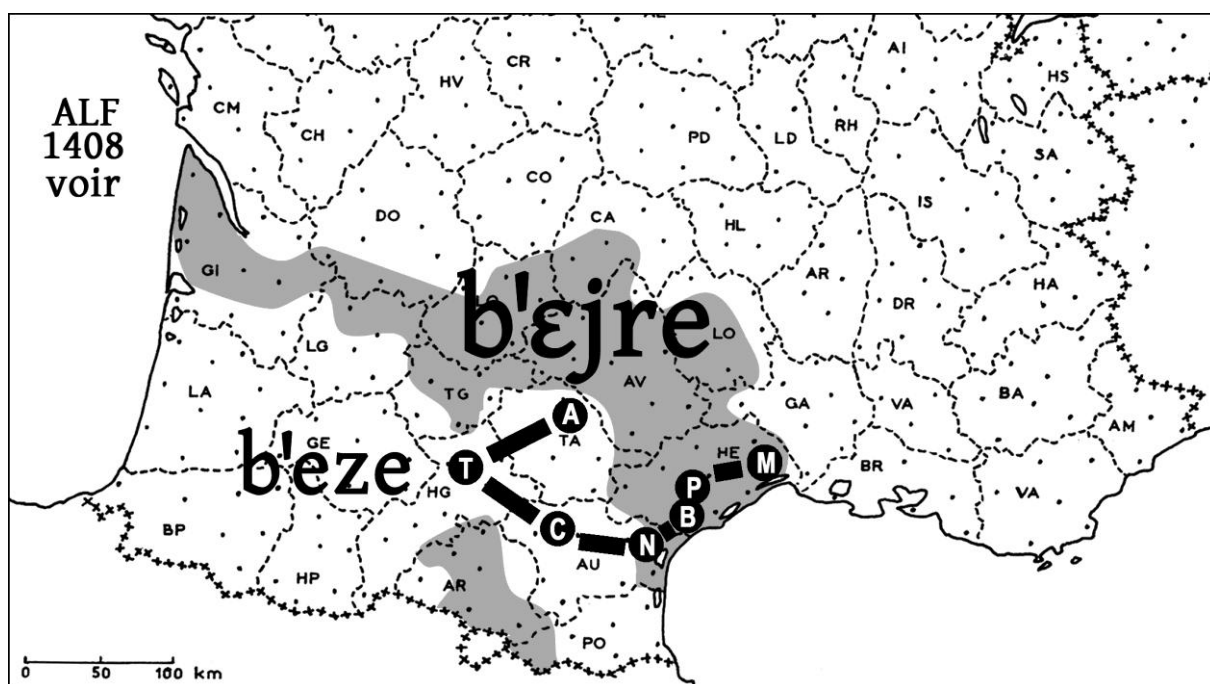 ALF
1408
voir
CM
CH
HV
CR
PD
LD
RH
AI
HS
SA
DO
CO
CA
HL
IS
GI
AR
DR
HA
b'ɛjre
LO
LG
TG
AV
LA
GA
VA
BA
AM
A
TA
GE
b'eze
T
HG
HE
M
P
B
BR
VA
C
N
BP
HP
AR
AU
PO
0 50 100 km